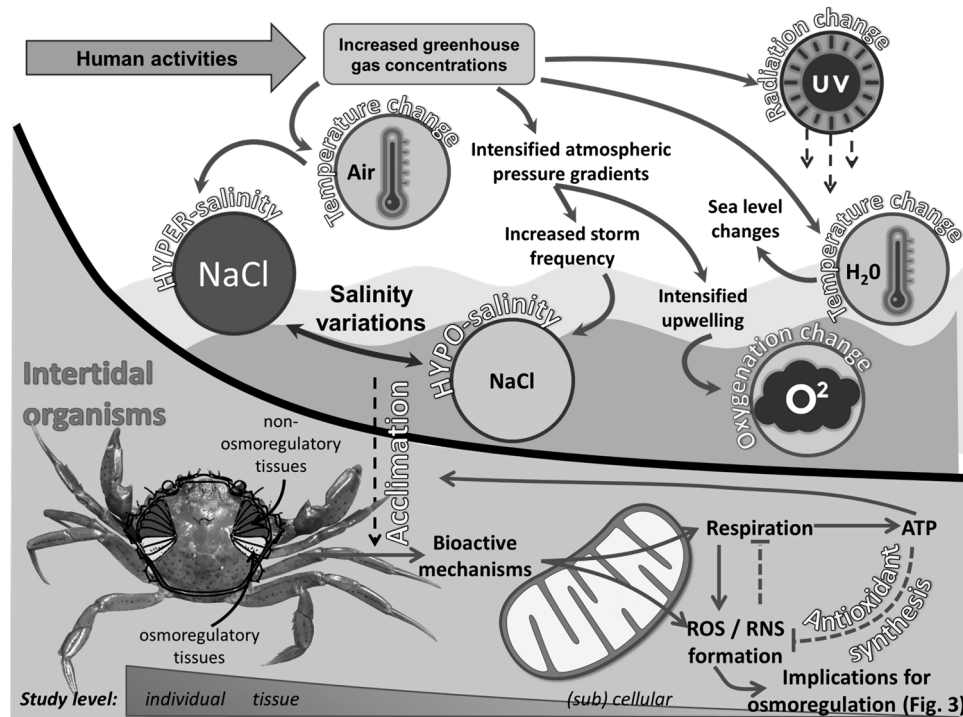 Human activities
Increased greenhouse
gas concentrations
Radiation change
UV
Temperature change
Air
Intensified atmospheric
pressure gradients
HYPER-salinity
NaCl
Increased storm
frequency
Sea level
changes
Temperature change
H₂0
Salinity
variations
Intensified
upwelling
HYPO-salinity
NaCl
Oxygenation change
O²
Intertidal
organisms
non-
osmoregulatory
tissues
Acclimation
osmoregulatory
tissues
Bioactive
mechanisms
Respiration
ATP
Antioxidant
synthesis
ROS / RNS
formation
Implications for
osmoregulation (Fig. 3)
Study level: individual tissue (sub) cellular